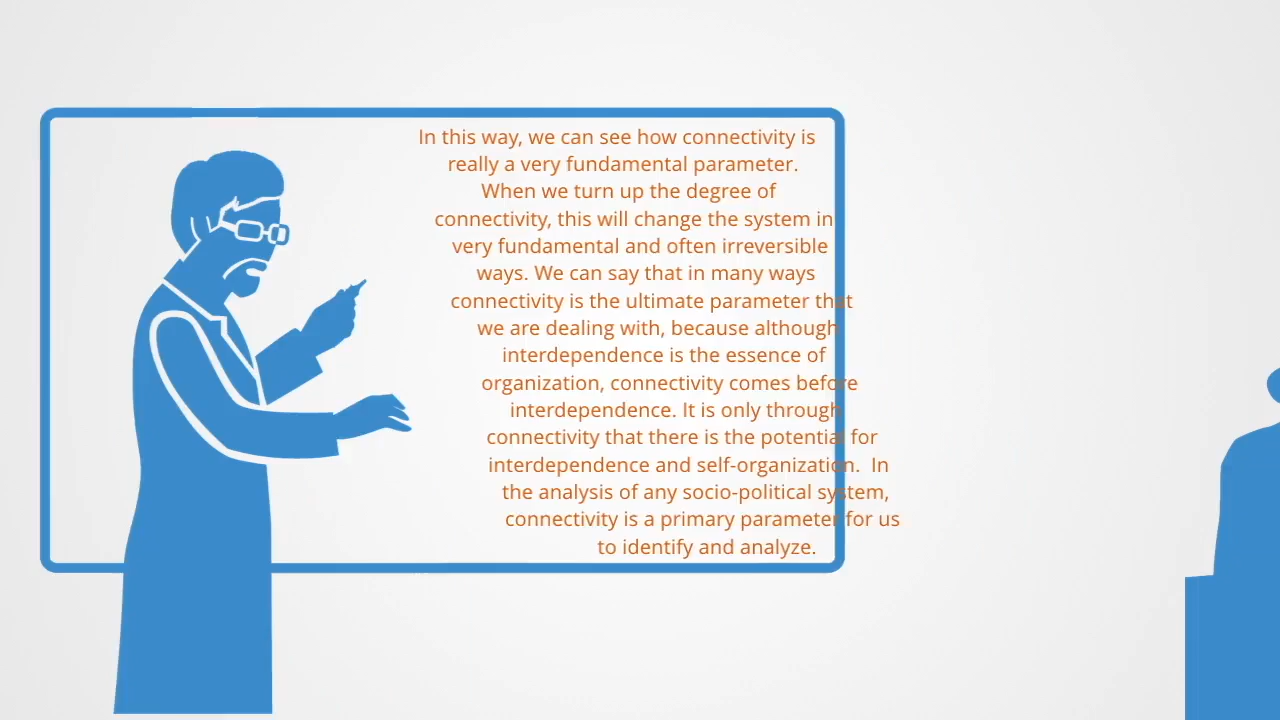 In this way, we can see how connectivity is
really a very fundamental parameter.
When we turn up the degree of
connectivity, this will change the system in
very fundamental and often irreversible
ways. We can say that in many ways
connectivity is the ultimate parameter that
we are dealing with, because although
interdependence is the essence of
organization, connectivity comes before
interdependence. It is only through
connectivity that there is the potential for
interdependence and self-organization.  In
the analysis of any socio-political system,
connectivity is a primary parameter for us
to identify and analyze.